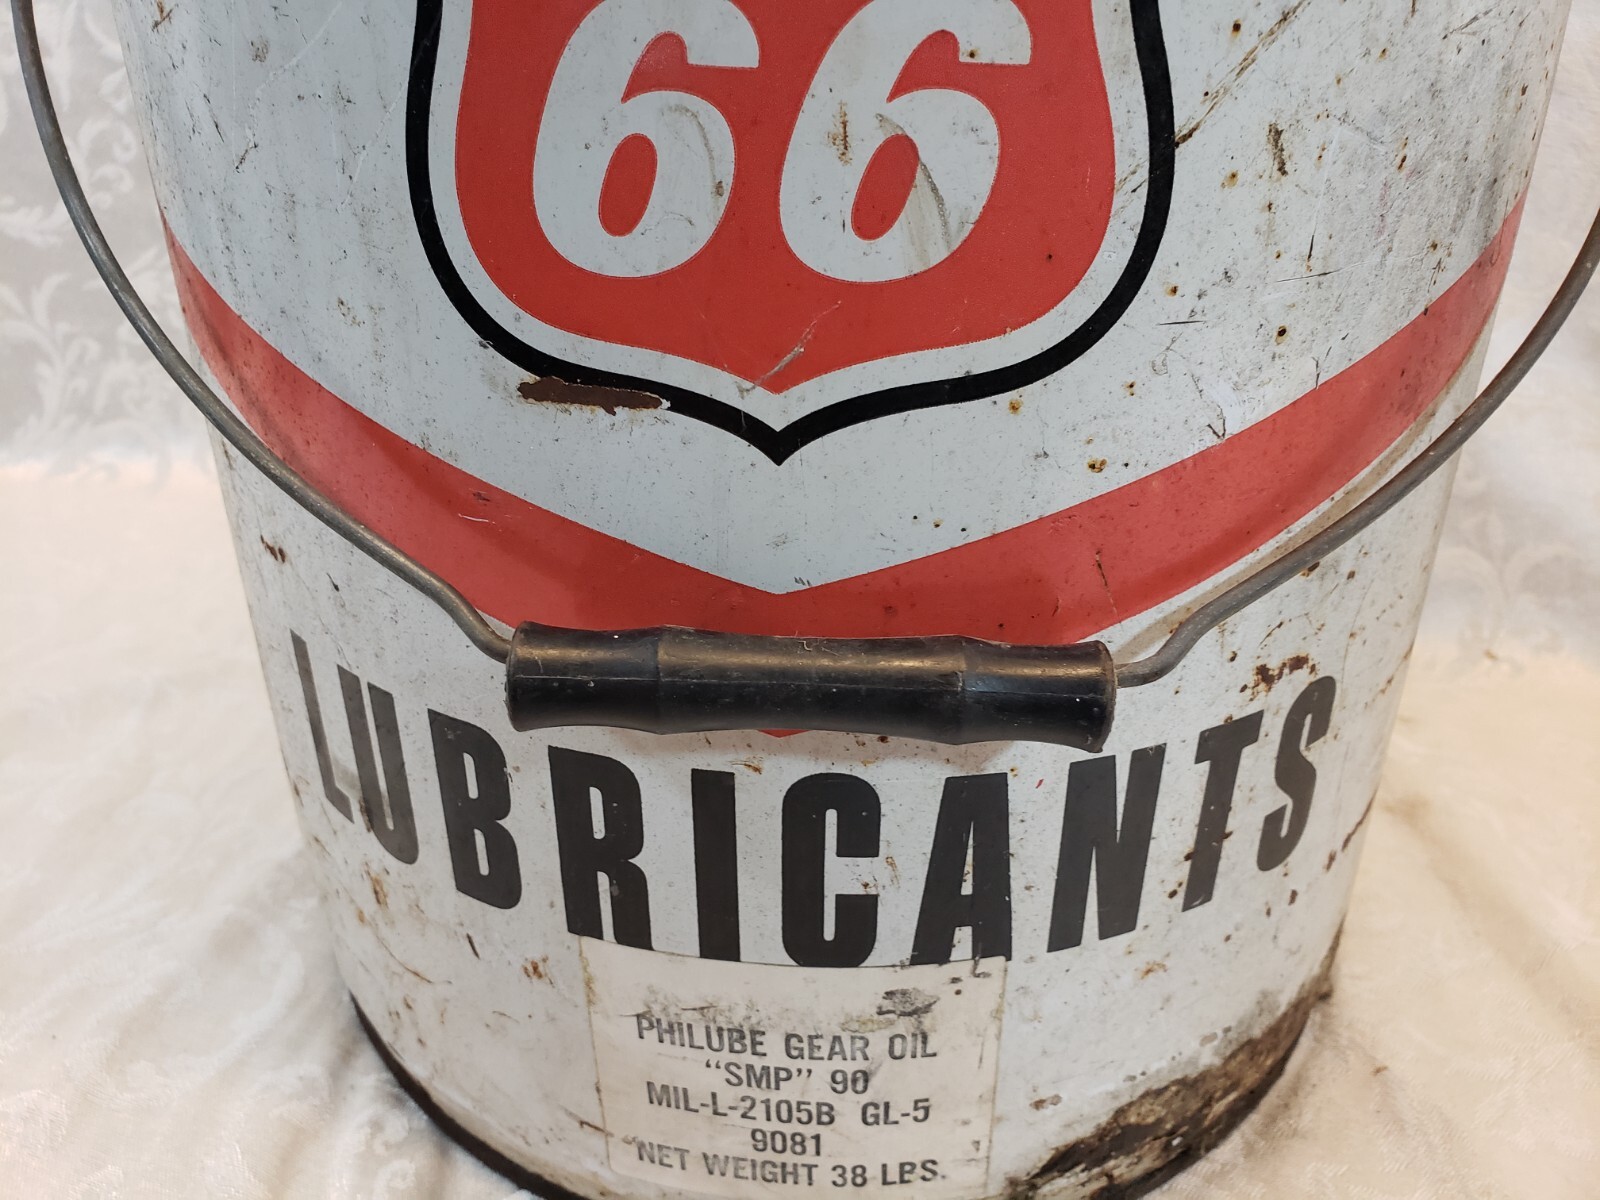 66
LUBRICANTS
PHILUBE GEAR OIL
"SMP" 90
MIL-L-2105B GL-5
9081
NET WEIGHT 38 LBS.